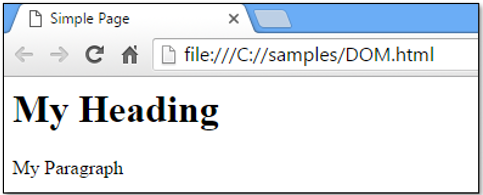 Simple Page
file:///C://samples/DOM.html
My Heading
My Paragraph